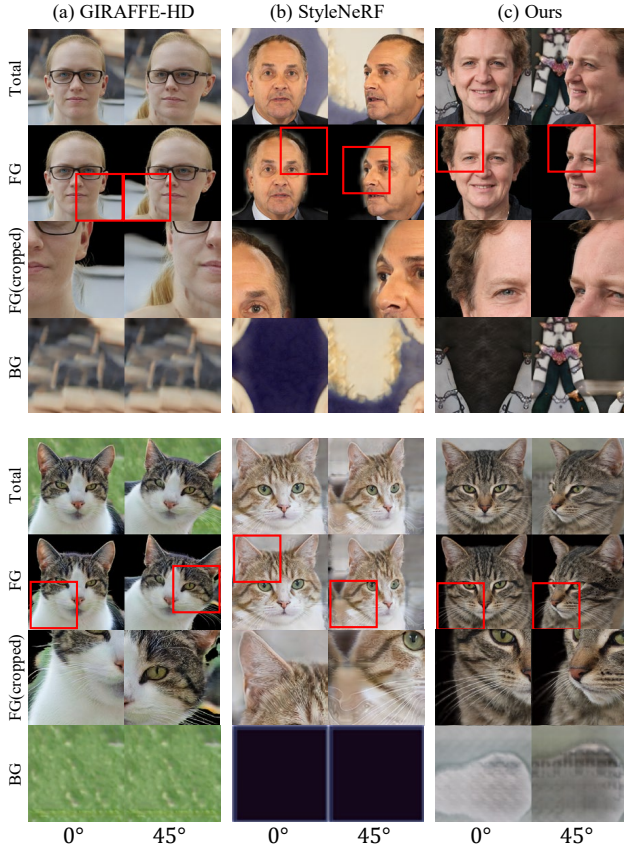 (a) GIRAFFE-HD (b) StyleNeRF (c) Ours
Total
FG
FG(cropped)
BG
Total
FG
FG(cropped)
BG
0° 45° 0° 45° 0° 45°